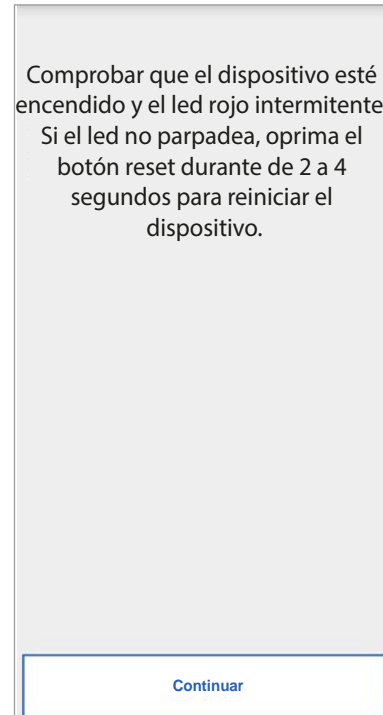 Comprobar que el dispositivo esté
encendido y el led rojo intermitente
Si el led no parpadea, oprima el
botón reset durante de 2 a 4
segundos para reiniciar el
dispositivo.
Continuar